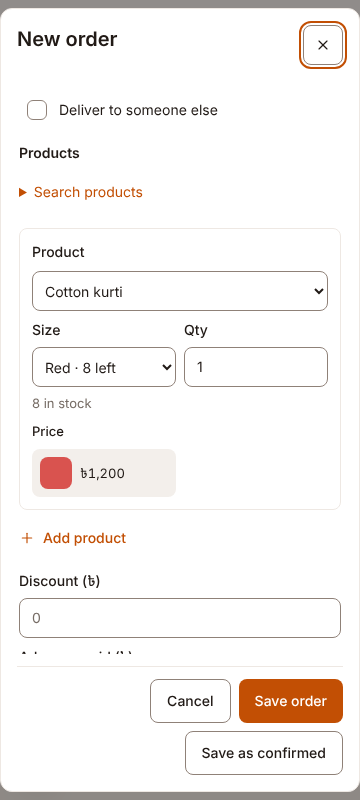 New order
Deliver to someone else
Products
Search products
Product
Cotton kurti
Size
Qty
Red · 8 left
1
8 in stock
Price
৳1,200
Add product
Discount (৳)
0
Cancel
Save order
Save as confirmed